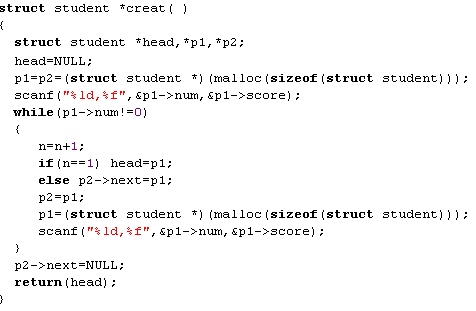 struct student *creat( )
{
struct student *head,*p1,*p2;
head=NULL;
p1=p2=(struct student *)(malloc(sizeof(struct student)));
scanf("%ld,%f",&p1->num,&p1->score);
while(p1->num!=0)
{
n=n+1;
if(n==1) head=p1;
else p2->next=p1;
p2=p1;
p1=(struct student *)(malloc(sizeof(struct student)));
scanf("%ld,%f",&p1->num,&p1->score);
}
p2->next=NULL;
return(head);
}